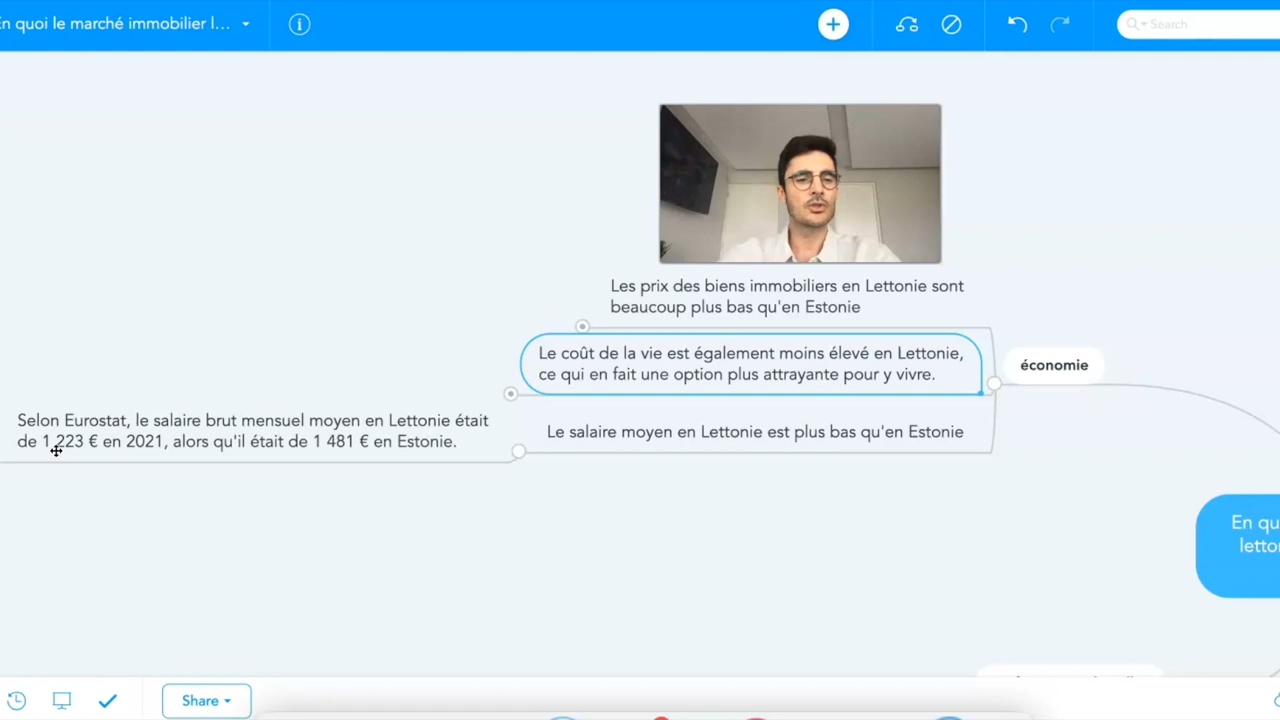 En quoi le marché immobilier l...
Search
Les prix des biens immobiliers en Lettonie sont
beaucoup plus bas qu'en Estonie
Le coût de la vie est également moins élevé en Lettonie,
ce qui en fait une option plus attrayante pour y vivre.
économie
Selon Eurostat, le salaire brut mensuel moyen en Lettonie était
de 1 223 € en 2021, alors qu'il était de 1 481 € en Estonie.
Le salaire moyen en Lettonie est plus bas qu'en Estonie
En qu
letto
Share